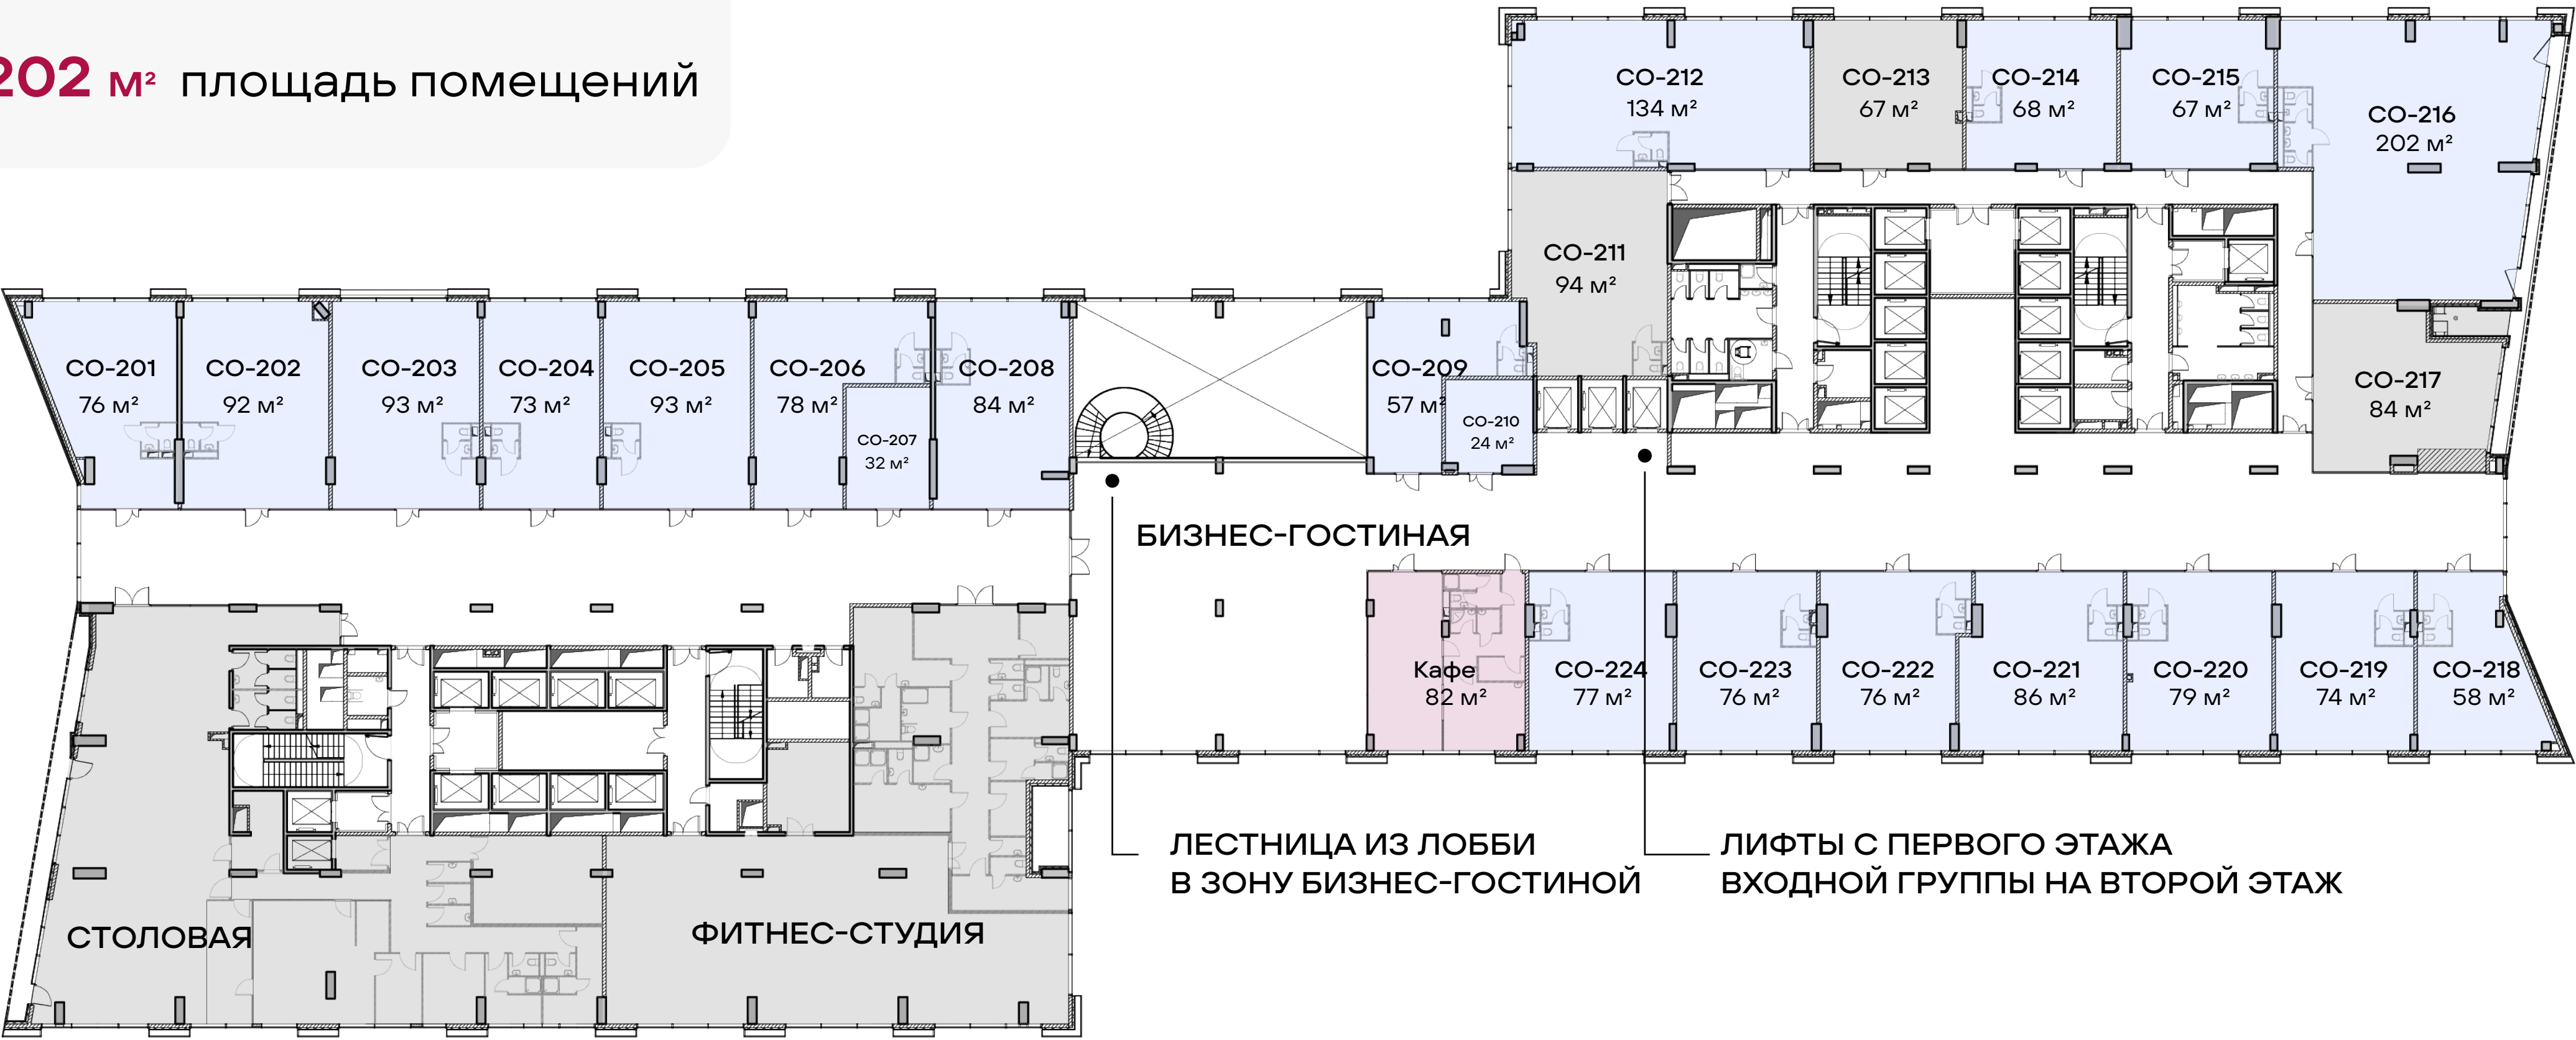 202 м² площадь помещений
СО-212
134 м²
СО-213
67 м²
СО-214
68 м²
СО-215
67 м²
СО-216
202 м²
СО-211
94 м²
СО-217
84 м²
СО-201
76 м²
СО-202
92 м²
СО-203
93 м²
СО-204
73 м²
СО-205
93 м²
СО-206
78 м²
СО-207
32 м²
СО-208
84 м²
СО-209
57 м²
СО-210
24 м²
БИЗНЕС-ГОСТИНАЯ
Кафе
82 м²
СО-224
77 м²
СО-223
76 м²
СО-222
76 м²
СО-221
86 м²
СО-220
79 м²
СО-219
74 м²
СО-218
58 м²
ЛЕСТНИЦА ИЗ ЛОББИ
В ЗОНУ БИЗНЕС-ГОСТИНОЙ
ЛИФТЫ С ПЕРВОГО ЭТАЖА
ВХОДНОЙ ГРУППЫ НА ВТОРОЙ ЭТАЖ
СТОЛОВАЯ
ФИТНЕС-СТУДИЯ